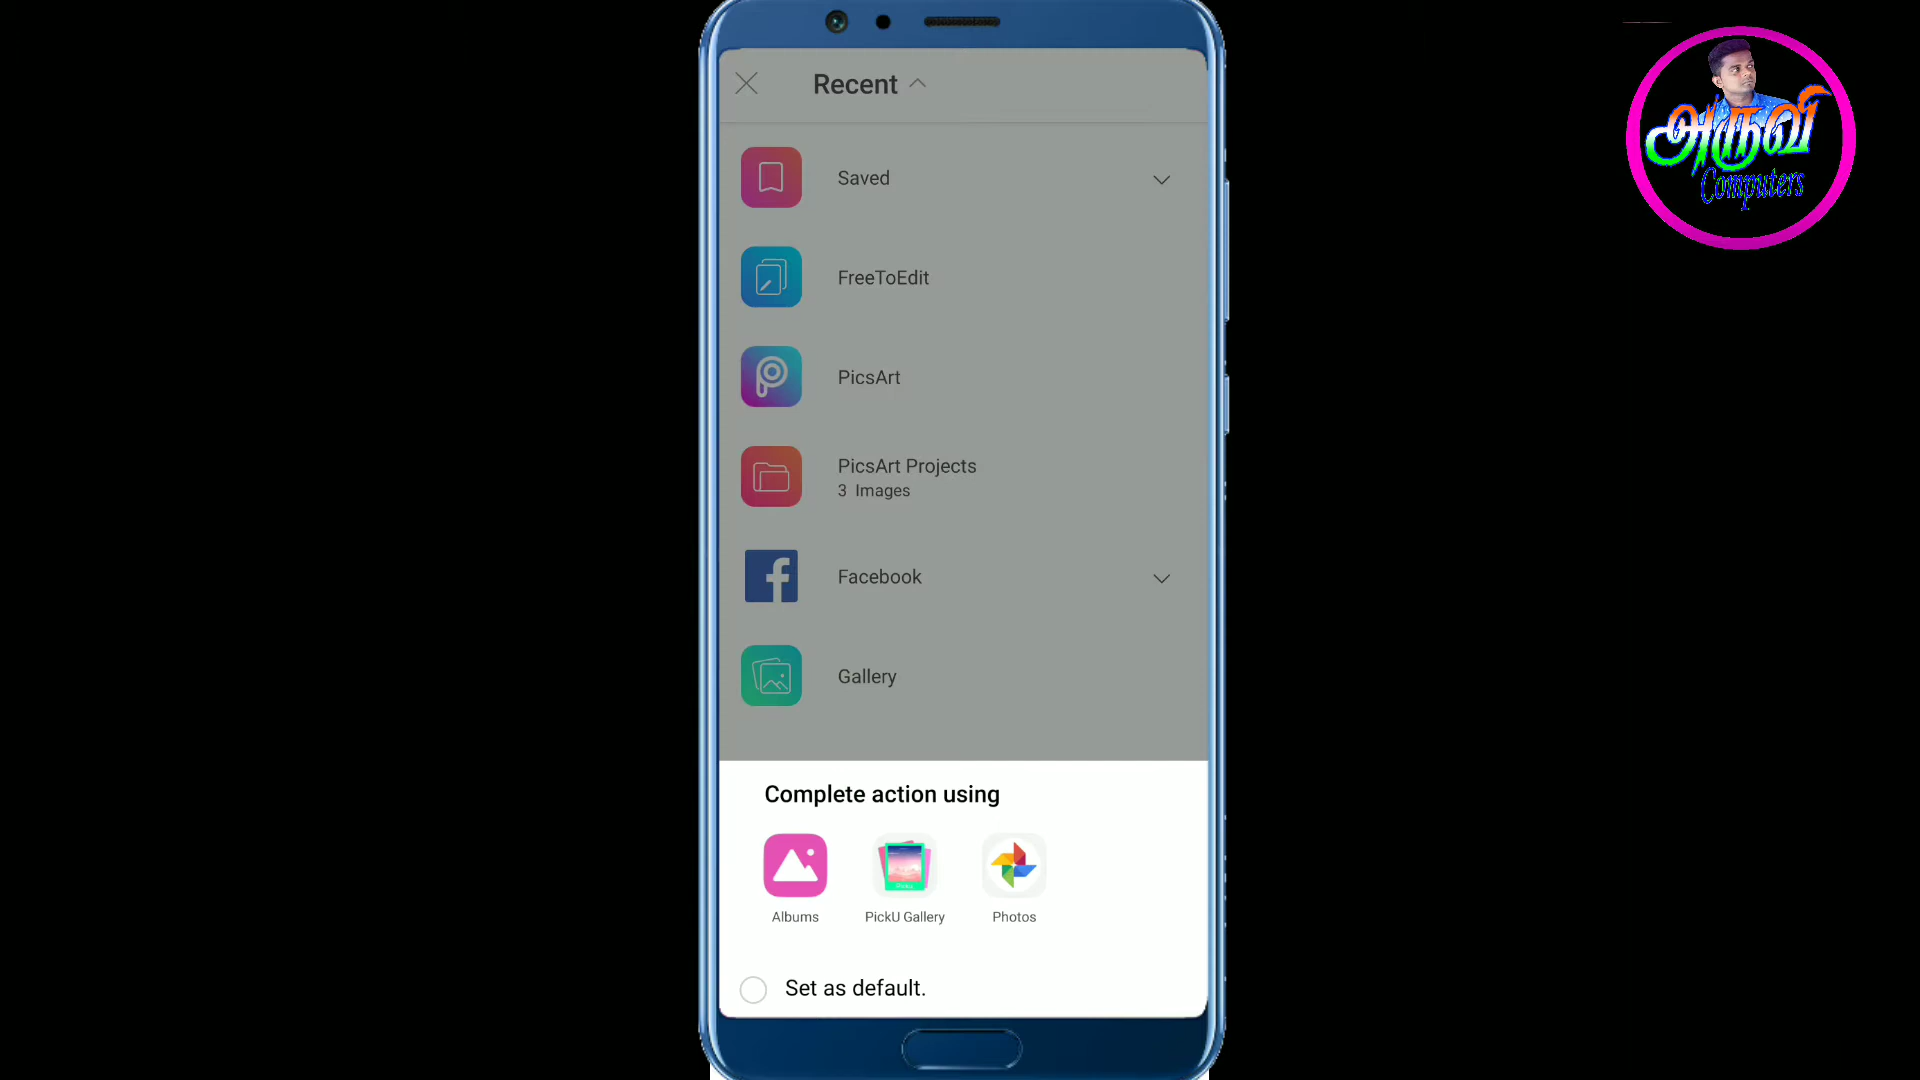 Recent
Saved
FreeToEdit
PicsArt
PicsArt Projects
3 Images
Facebook
Gallery
Complete action using
Albums
PickU Gallery
Photos
Set as default.
அருவி
Computers